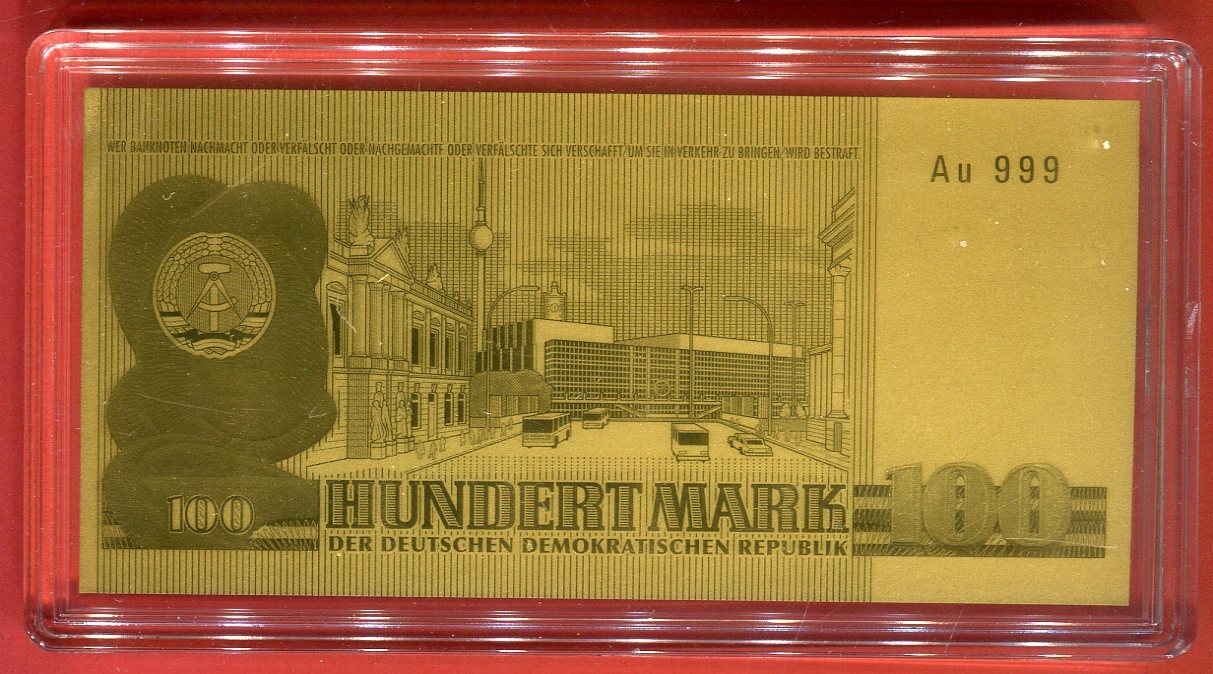 WER BANKNOTEN NACHMACHT ODER VERFÄLSCHT ODER NACHGEMACHTE ODER VERFÄLSCHTE SICH VERSCHAFFT/UM SIE IN VERKEHR ZU BRINGEN/WIRD BESTRAFT.
Au 999
100
HUNDERT MARK
100
DER DEUTSCHEN DEMOKRATISCHEN REPUBLIK